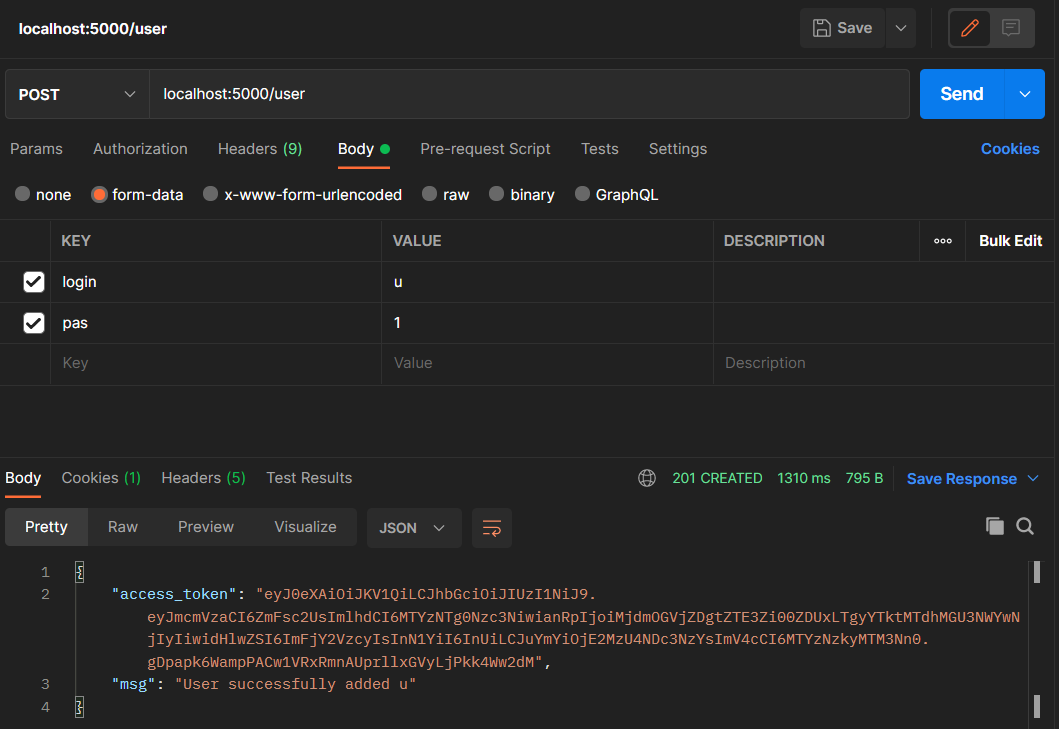 localhost:5000/user Save
POST localhost:5000/user Send
Params Authorization Headers (9) Body Pre-request Script Tests Settings Cookies
none form-data x-www-form-urlencoded raw binary GraphQL
KEY VALUE DESCRIPTION Bulk Edit
login u
pas 1
Key Value Description
Body Cookies (1) Headers (5) Test Results 201 CREATED 1310 ms 795 B Save Response
Pretty Raw Preview Visualize JSON
1 {
2 "access_token": "eyJ0eXAiOiJKV1QiLCJhbGciOiJIUzI1NiJ9.
eyJmcmVzaCI6ZmFsc2UsImlhdCI6MTYzNTg0Nzc3NiwianRpIjoiMjdmOGVjZDgtZTE3Zi00ZDUxLTgyYTktMTdhMGU3NWYwN
jIyIiwidHlwZSI6ImFjY2VzcyIsInN1YiI6InUiLCJuYmYiOjE2MzU4NDc3NzYsImV4cCI6MTYzNzkyMTM3Nn0.
gDpapk6WampPACw1VRxRmnAUprllxGVyLjPkk4Ww2dM",
3 "msg": "User successfully added u"
4 }